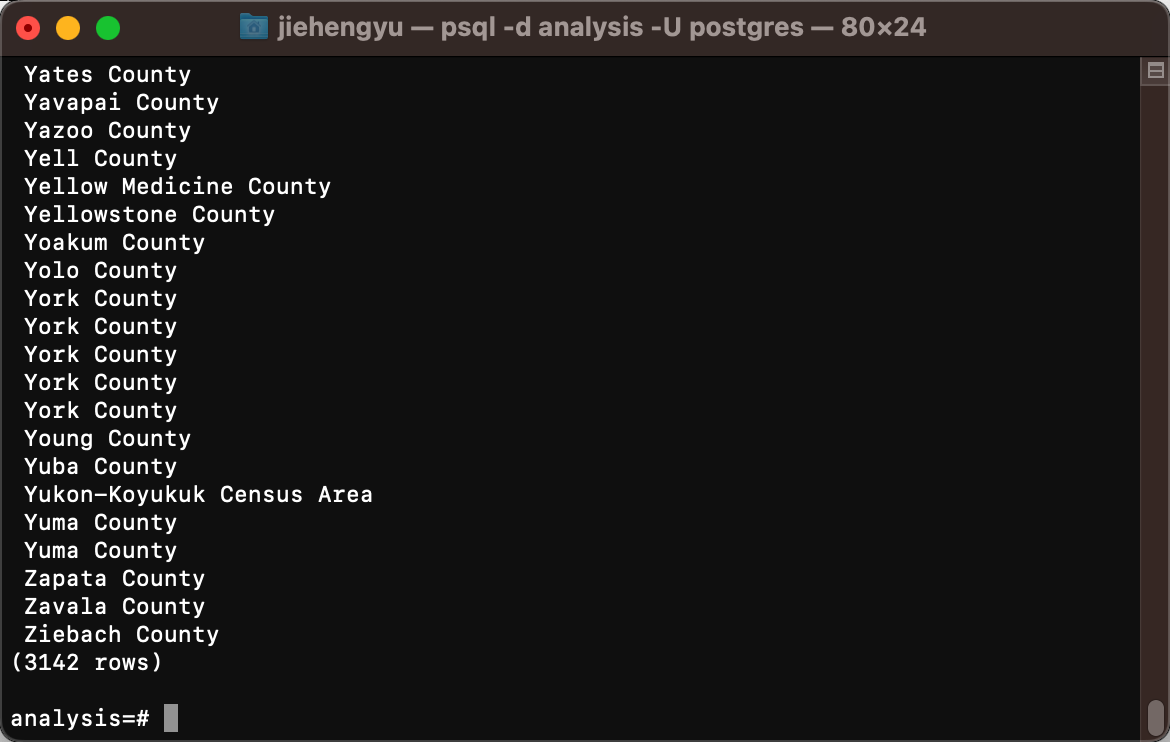 jiehengyu — psql -d analysis -U postgres — 80×24
Yates County
Yavapai County
Yazoo County
Yell County
Yellow Medicine County
Yellowstone County
Yoakum County
Yolo County
York County
York County
York County
York County
York County
Young County
Yuba County
Yukon-Koyukuk Census Area
Yuma County
Yuma County
Zapata County
Zavala County
Ziebach County
(3142 rows)
analysis=#